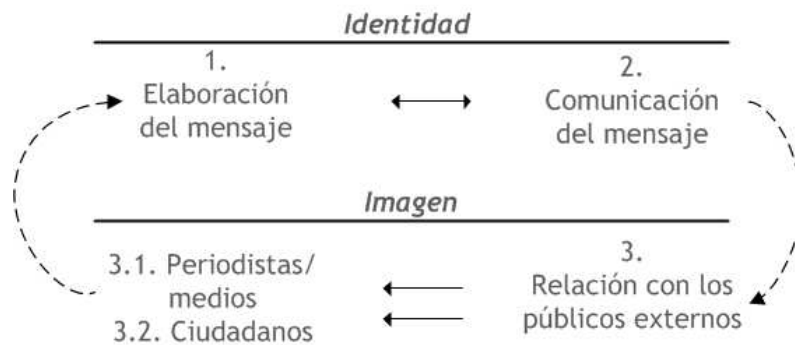 Identidad
1.
Elaboración
del mensaje
2.
Comunicación
del mensaje
Imagen
3.1. Periodistas/
medios
3.2. Ciudadanos
3.
Relación con los
públicos externos